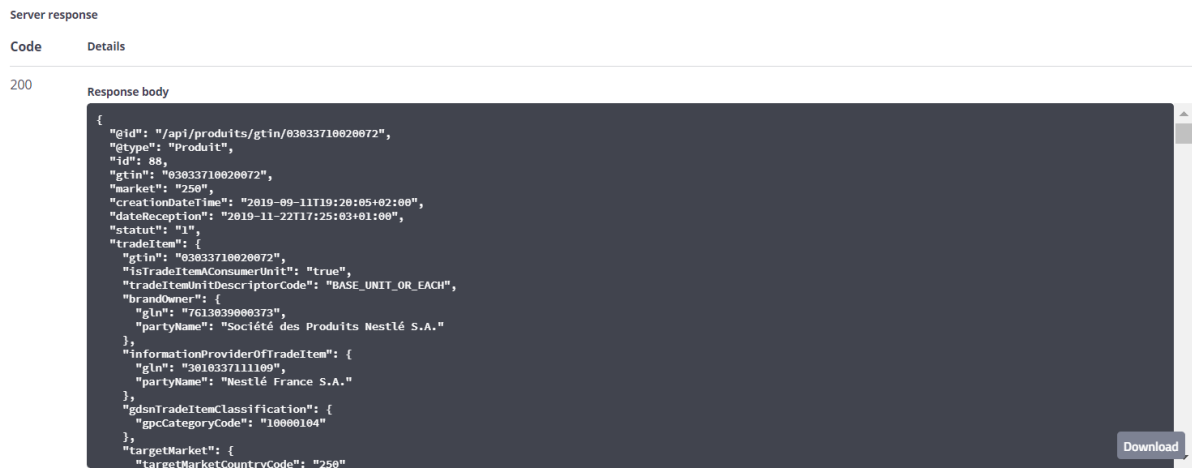 Server response
Code Details
200
Response body
{
"@id": "/api/produits/gtin/03033710020072",
"@type": "Produit",
"id": 88,
"gtin": "03033710020072",
"market": "250",
"creationDateTime": "2019-09-11T19:20:05+02:00",
"dateReception": "2019-11-22T17:25:03+01:00",
"statut": "1",
"tradeItem": {
"gtin": "03033710020072",
"isTradeItemAConsumerUnit": "true",
"tradeItemUnitDescriptorCode": "BASE_UNIT_OR_EACH",
"brandOwner": {
"gln": "7613039000373",
"partyName": "Société des Produits Nestlé S.A."
},
"informationProviderOfTradeItem": {
"gln": "3010337111109",
"partyName": "Nestlé France S.A."
},
"gdsnTradeItemClassification": {
"gpcCategoryCode": "10000104"
},
"targetMarket": {
"targetMarketCountryCode": "250"
Download